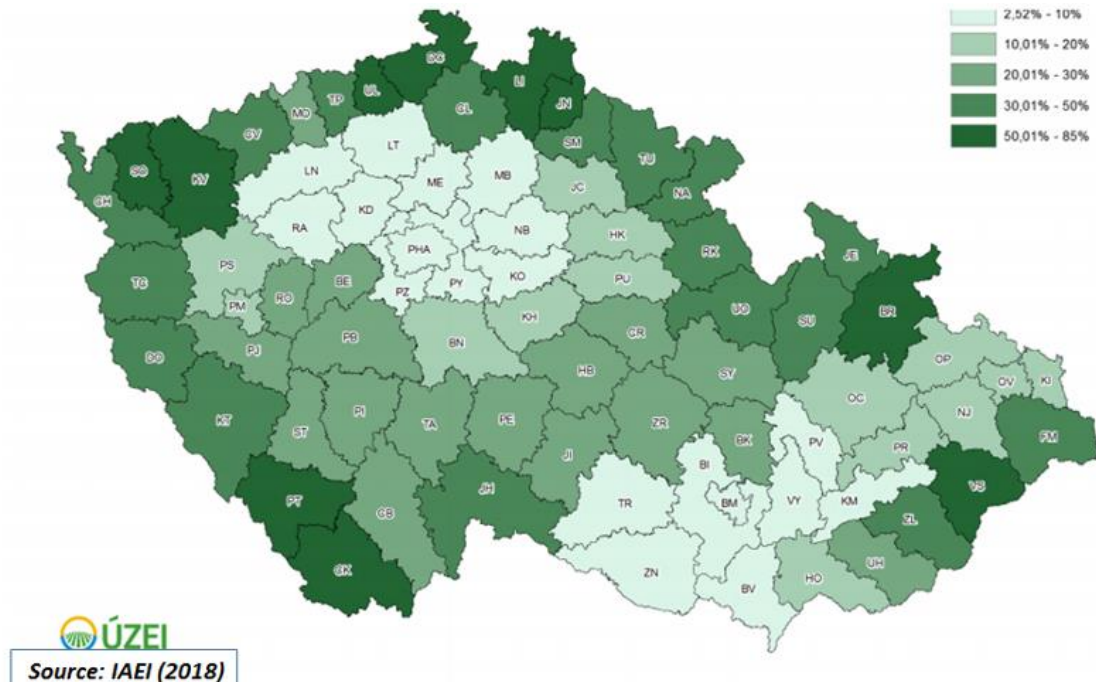 2,52% - 10%
10,01% - 20%
20,01% - 30%
30,01% - 50%
50,01% - 85%
DC
LI
UL
TP
JN
MO
CL
CV
SM
LT
TU
SO
LN
ME
MB
KV
JC
NA
CH
KD
RA
NB
HK
PHA
RK
JE
PS
KO
TC
BE
PZ
PY
PU
RO
PM
UO
SU
BR
KH
CR
PB
BN
PJ
DO
OP
HB
SY
OV
KI
OC
NJ
KT
ST
PI
TA
PE
ZR
BK
PV
PR
FM
JI
BI
VS
JH
PT
TR
BM
VY
KM
CB
ZL
UH
CK
ZN
BV
HO
ÚZEI
Source: IAEI (2018)